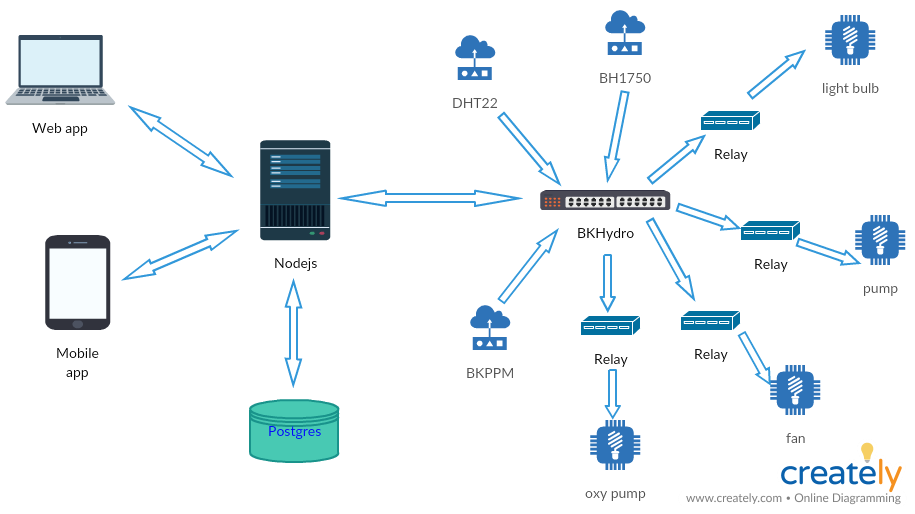 BH1750
light bulb
DHT22
Web app
Relay
BKHydro
Nodejs
Relay
pump
Mobile
app
BKPPM
Relay
Relay
Postgres
fan
creately
oxy pump
www.creately.com • Online Diagramming